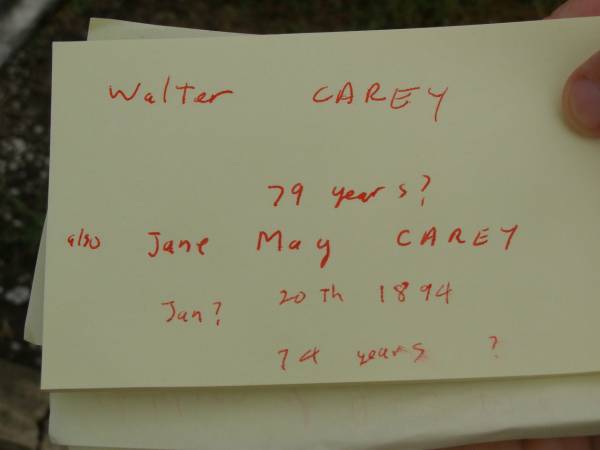 Walter CAREY
79 years?
also Jane May CAREY
Jan? 20Th 1894
74 years ?